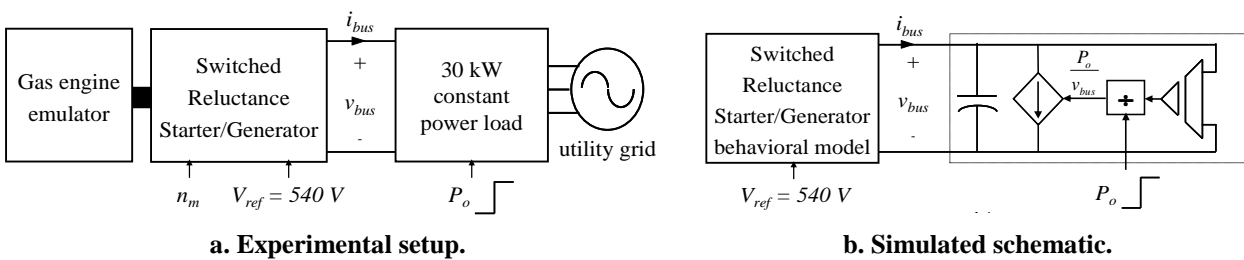 Gas engine
emulator
Switched
Reluctance
Starter/Generator
i_bus
+
v_bus
-
30 kW
constant
power load
utility grid
n_m
V_ref = 540 V
P_o
a. Experimental setup.
Switched
Reluctance
Starter/Generator
behavioral model
i_bus
+
v_bus
-
P_o
v_bus
÷
V_ref = 540 V
P_o
b. Simulated schematic.